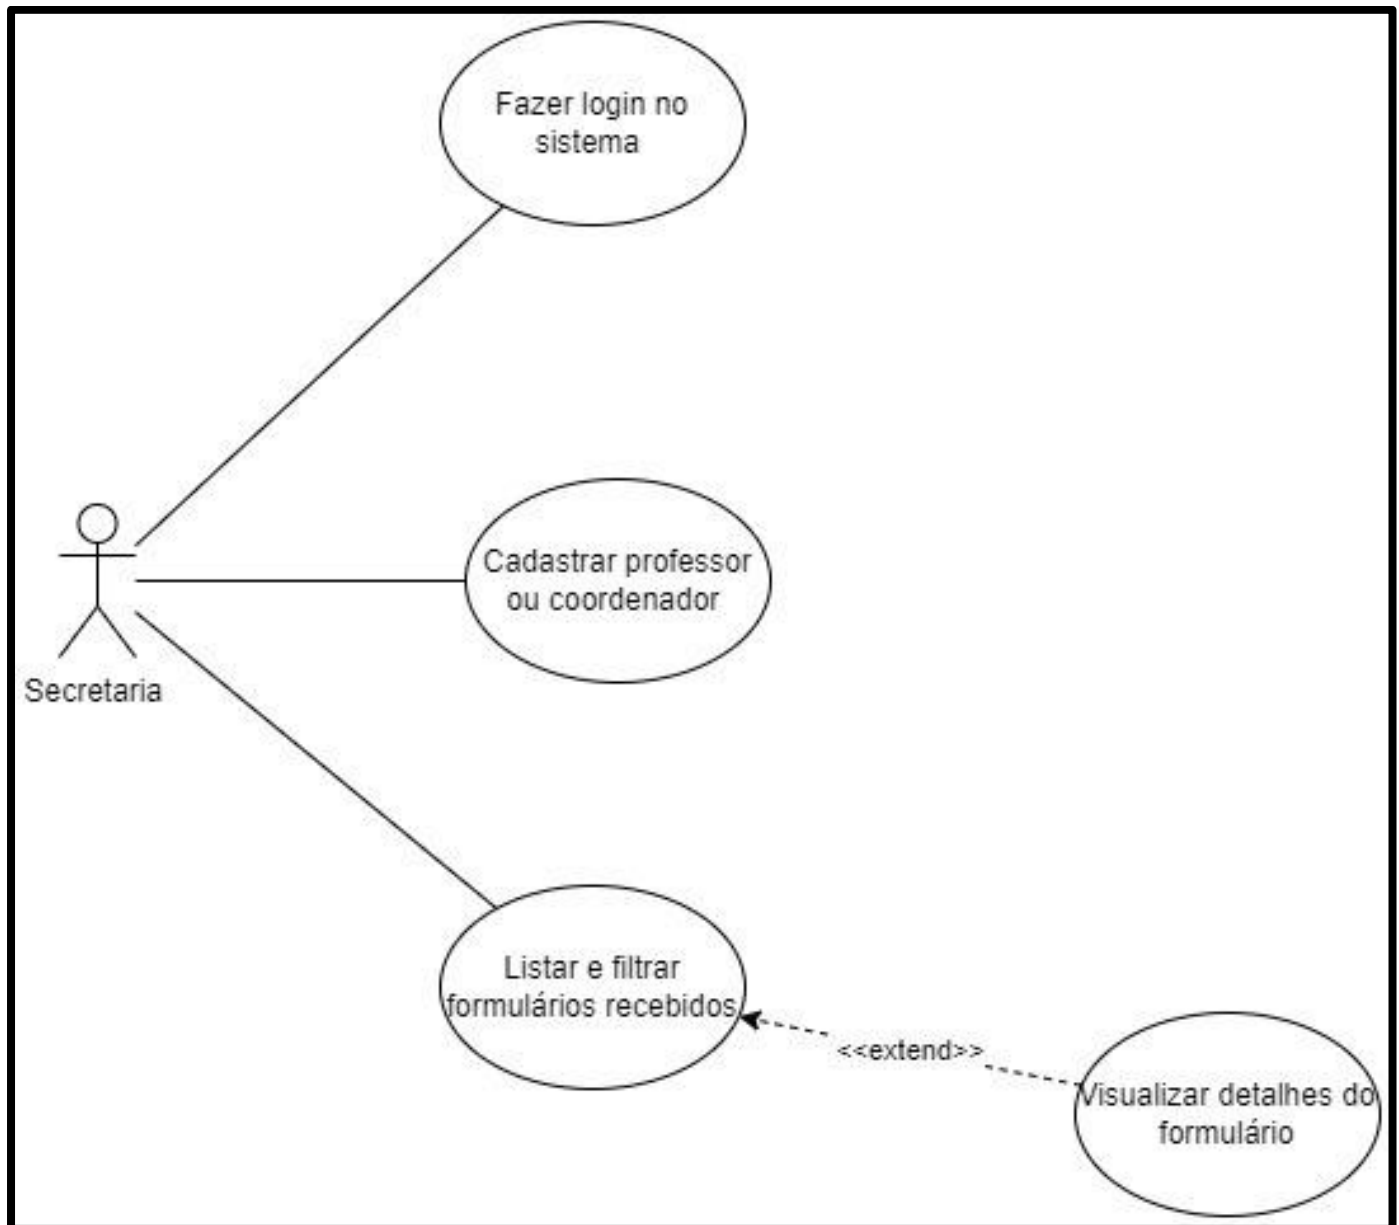 Fazer login no
sistema
Cadastrar professor
ou coordenador
Secretaria
Listar e filtrar
formulários recebidos
<<extend>>
Visualizar detalhes do
formulário